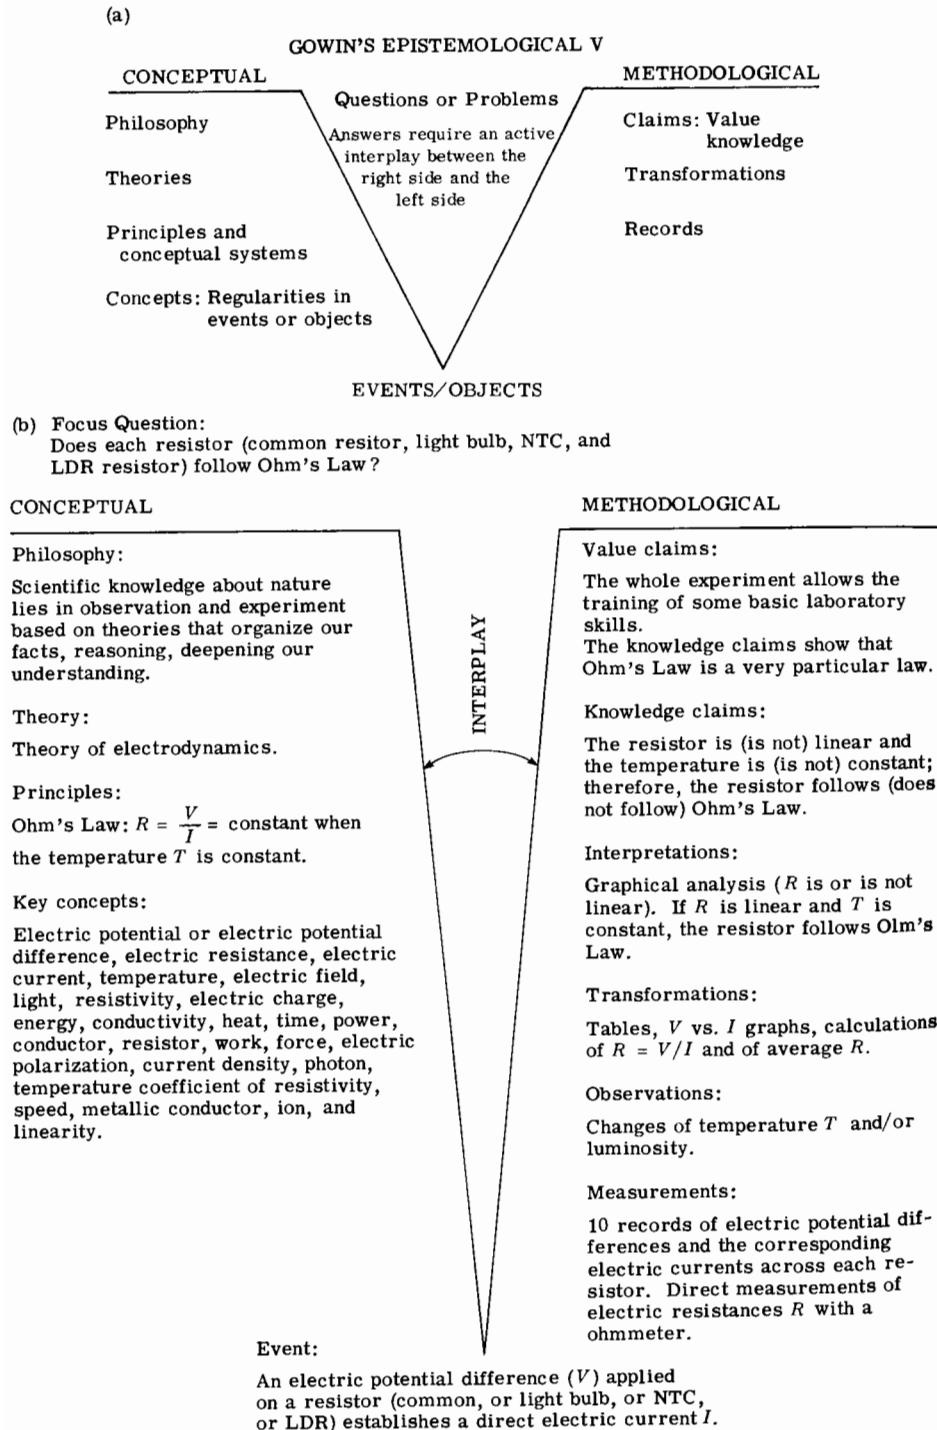 (a)
GOWIN'S EPISTEMOLOGICAL V
CONCEPTUAL
Philosophy
Theories
Principles and
conceptual systems
Concepts: Regularities in
events or objects
Questions or Problems
Answers require an active
interplay between the
right side and the
left side
METHODOLOGICAL
Claims: Value
knowledge
Transformations
Records
EVENTS/OBJECTS
(b) Focus Question:
Does each resistor (common resitor, light bulb, NTC, and
LDR resistor) follow Ohm's Law?
CONCEPTUAL
Philosophy:
Scientific knowledge about nature
lies in observation and experiment
based on theories that organize our
facts, reasoning, deepening our
understanding.
Theory:
Theory of electrodynamics.
Principles:
Ohm's Law: R = V/I = constant when
the temperature T is constant.
Key concepts:
Electric potential or electric potential
difference, electric resistance, electric
current, temperature, electric field,
light, resistivity, electric charge,
energy, conductivity, heat, time, power,
conductor, resistor, work, force, electric
polarization, current density, photon,
temperature coefficient of resistivity,
speed, metallic conductor, ion, and
linearity.
INTERPLAY
METHODOLOGICAL
Value claims:
The whole experiment allows the
training of some basic laboratory
skills.
The knowledge claims show that
Ohm's Law is a very particular law.
Knowledge claims:
The resistor is (is not) linear and
the temperature is (is not) constant;
therefore, the resistor follows (does
not follow) Ohm's Law.
Interpretations:
Graphical analysis (R is or is not
linear). If R is linear and T is
constant, the resistor follows Olm's
Law.
Transformations:
Tables, V vs. I graphs, calculations
of R = V/I and of average R.
Observations:
Changes of temperature T and/or
luminosity.
Measurements:
10 records of electric potential dif-
ferences and the corresponding
electric currents across each re-
sistor. Direct measurements of
electric resistances R with a
ohmmeter.
Event:
An electric potential difference (V) applied
on a resistor (common, or light bulb, or NTC,
or LDR) establishes a direct electric current I.